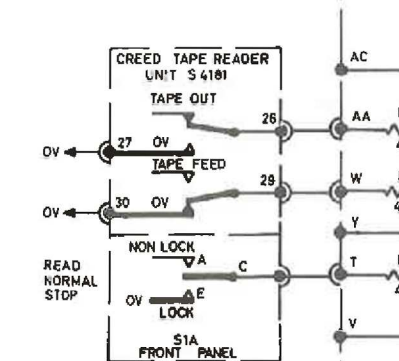 AC
CREED TAPE READER
UNIT S 4181
TAPE OUT
26
AA
27
0V
0V
TAPE FEED
29
W
30
0V
0V
Y
NON LOCK
A
READ
NORMAL
STOP
C
T
E
0V
LOCK
V
S1A
FRONT PANEL